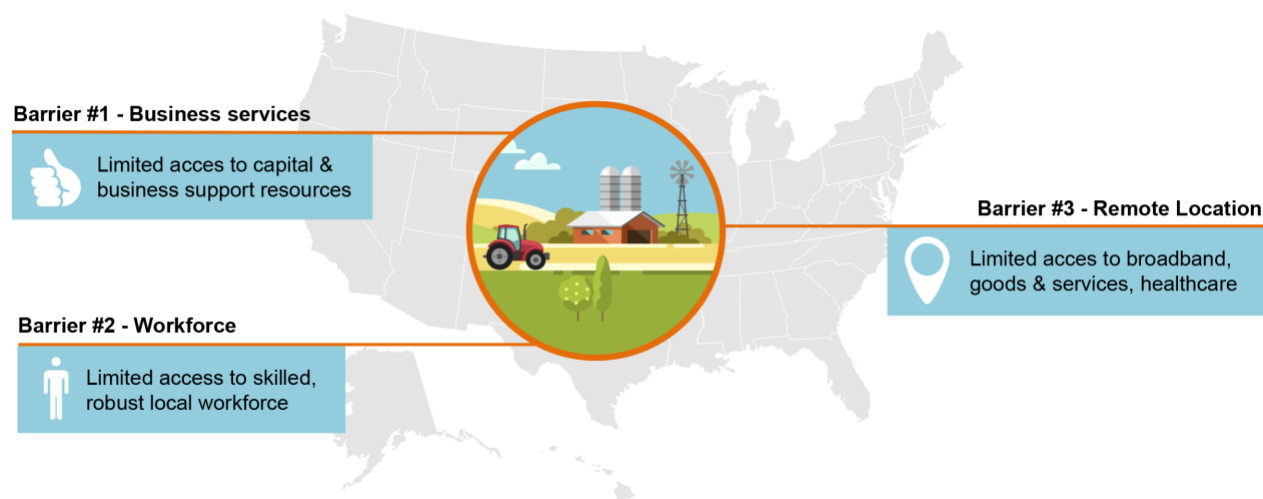 Barrier #1 - Business services
Limited acces to capital &
business support resources
Barrier #2 - Workforce
Limited access to skilled,
robust local workforce
Barrier #3 - Remote Location
Limited acces to broadband,
goods & services, healthcare